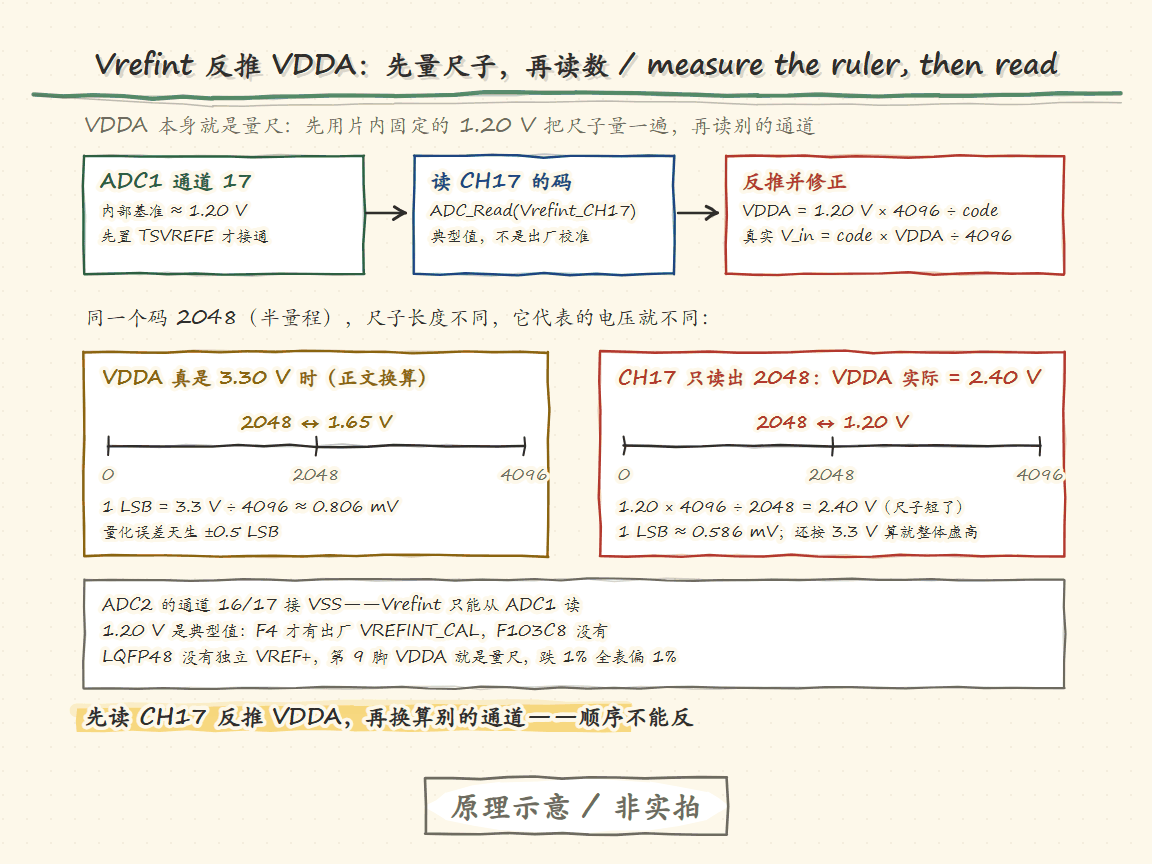 Vrefint 反推 VDDA：先量尺子，再读数 / measure the ruler, then read
VDDA 本身就是量尺：先用片内固定的 1.20 V 把尺子量一遍，再读别的通道
ADC1 通道 17
内部基准 ≈ 1.20 V
先置 TSVREFE 才接通
读 CH17 的码
ADC_Read(Vrefint_CH17)
典型值，不是出厂校准
反推并修正
VDDA = 1.20 V × 4096 ÷ code
真实 V_in = code × VDDA ÷ 4096
同一个码 2048（半量程），尺子长度不同，它代表的电压就不同：
VDDA 真是 3.30 V 时（正文换算）
2048 ↔ 1.65 V
0 2048 4096
1 LSB = 3.3 V ÷ 4096 ≈ 0.806 mV
量化误差天生 ±0.5 LSB
CH17 只读出 2048：VDDA 实际 = 2.40 V
2048 ↔ 1.20 V
0 2048 4096
1.20 × 4096 ÷ 2048 = 2.40 V（尺子短了）
1 LSB ≈ 0.586 mV；还按 3.3 V 算就整体虚高
ADC2 的通道 16/17 接 VSS——Vrefint 只能从 ADC1 读
1.20 V 是典型值：F4 才有出厂 VREFINT_CAL，F103C8 没有
LQFP48 没有独立 VREF+，第 9 脚 VDDA 就是量尺，跌 1% 全表偏 1%
先读 CH17 反推 VDDA，再换算别的通道——顺序不能反
原理示意 / 非实拍